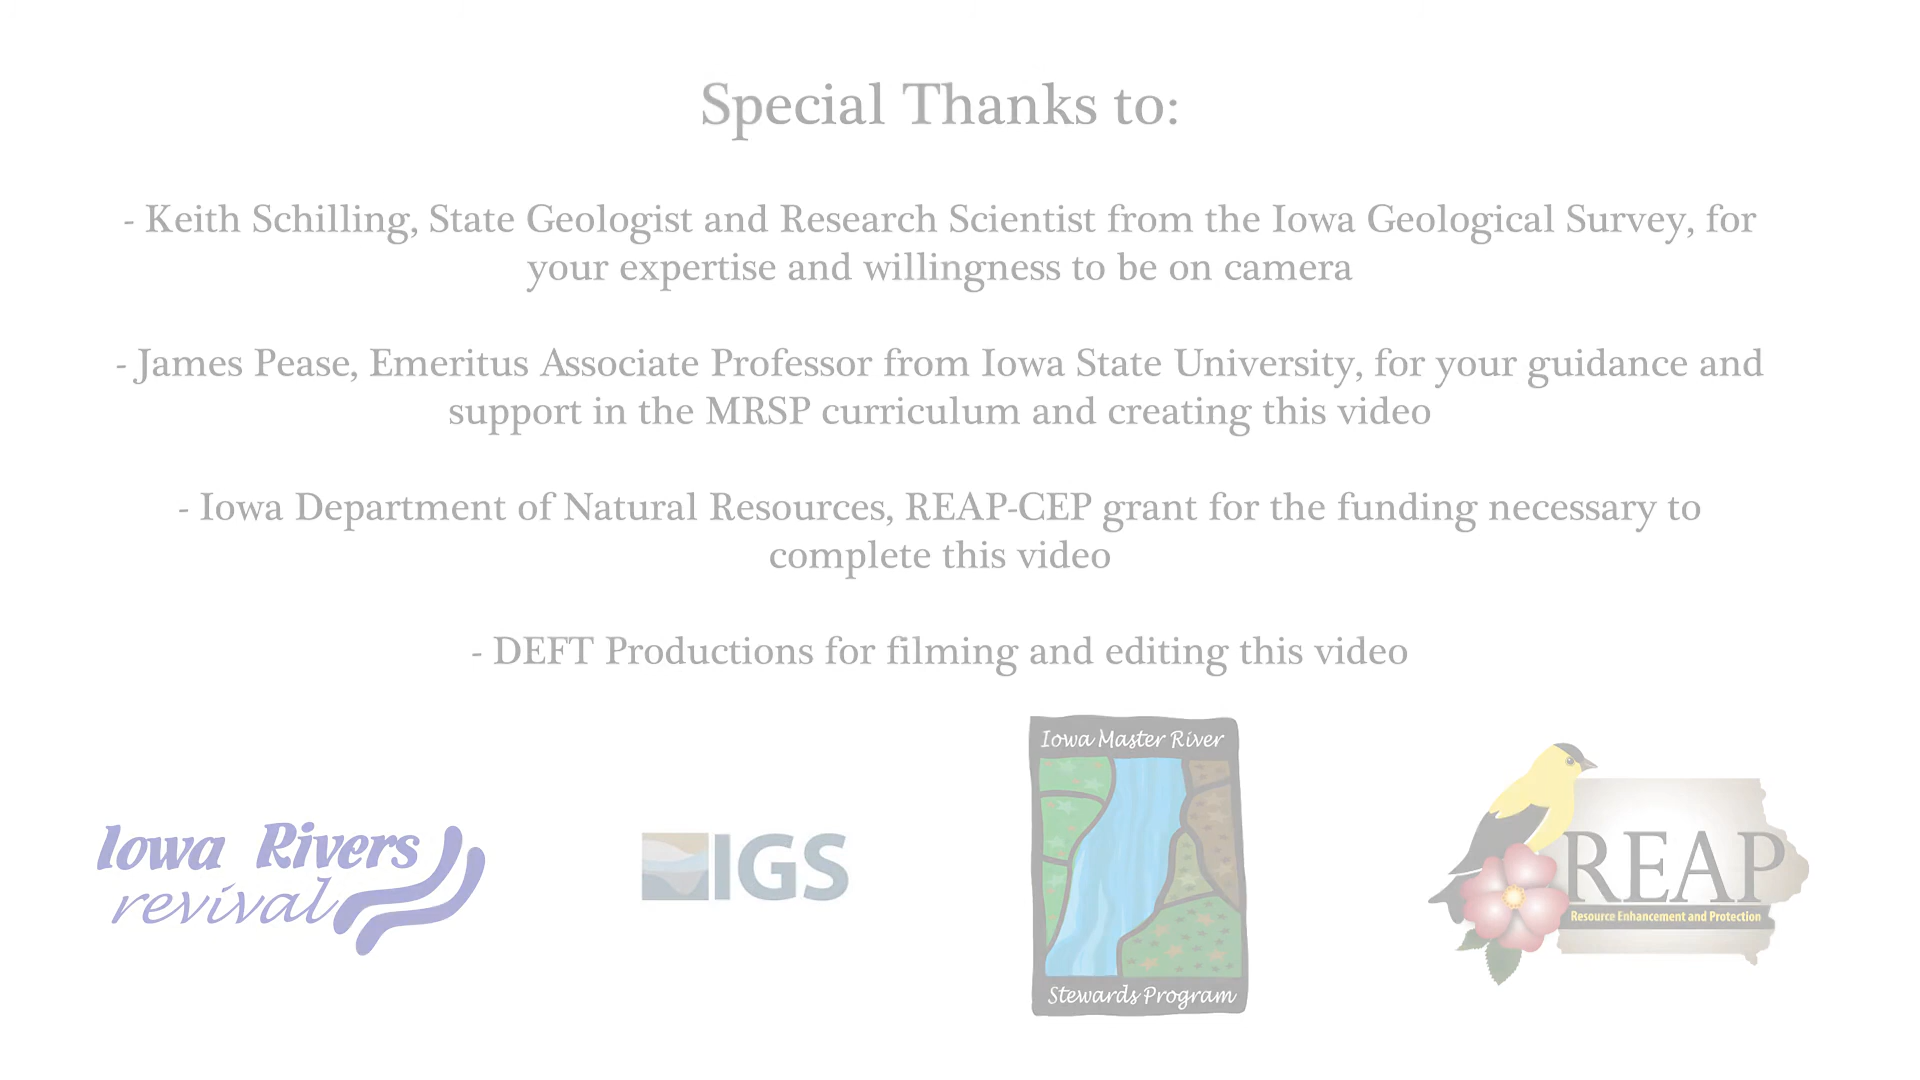 Special Thanks to:
- Keith Schilling, State Geologist and Research Scientist from the Iowa Geological Survey, for
your expertise and willingness to be on camera
- James Pease, Emeritus Associate Professor from Iowa State University, for your guidance and
support in the MRSP curriculum and creating this video
- Iowa Department of Natural Resources, REAP-CEP grant for the funding necessary to
complete this video
- DEFT Productions for filming and editing this video
Iowa Rivers
revival
IGS
Iowa Master River
Stewards Program
REAP
Resource Enhancement and Protection